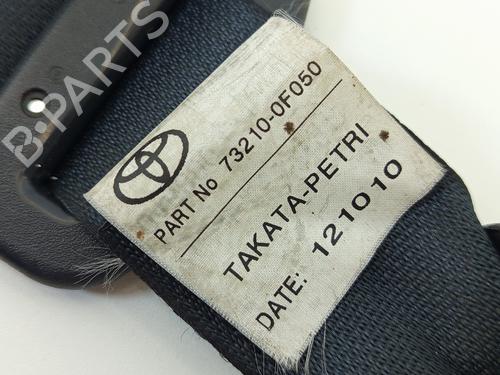 PART No 73210-0F050
TAKATA-PETRI
DATE: 121010
B-PARTS